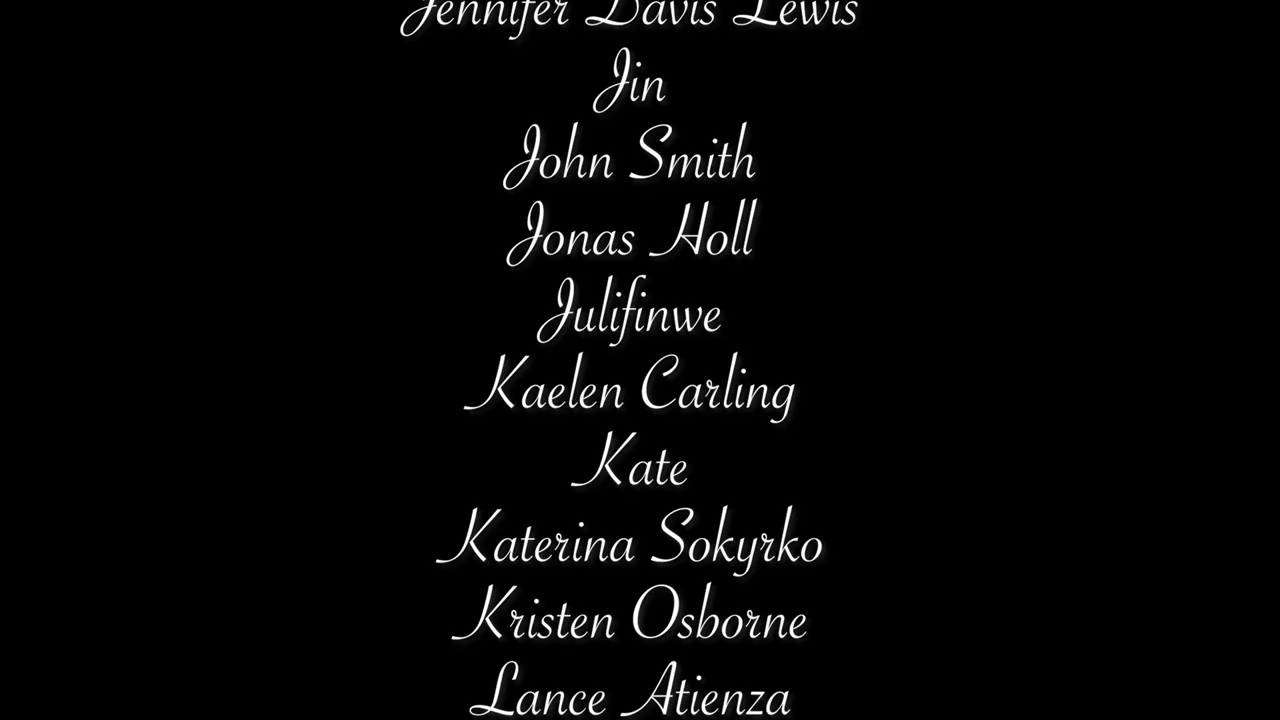 Jennifer Davis Lewis
Jin
John Smith
Jonas Holl
Julifinwe
Kaelen Carling
Kate
Katerina Sokyrko
Kristen Osborne
Lance Atienza